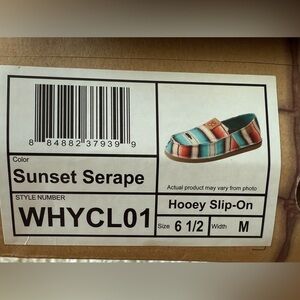 8 84882 37939 9
Actual product may vary from photo
Color
Sunset Serape
STYLE NUMBER
WHYCL01
Hooey Slip-On
Size 6 1/2 Width M